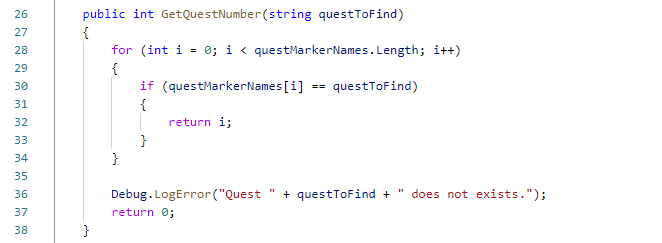 26 public int GetQuestNumber(string questToFind)
27 {
28 for (int i = 0; i < questMarkerNames.Length; i++)
29 {
30 if (questMarkerNames[i] == questToFind)
31 {
32 return i;
33 }
34 }
35
36 Debug.LogError("Quest " + questToFind + " does not exists.");
37 return 0;
38 }